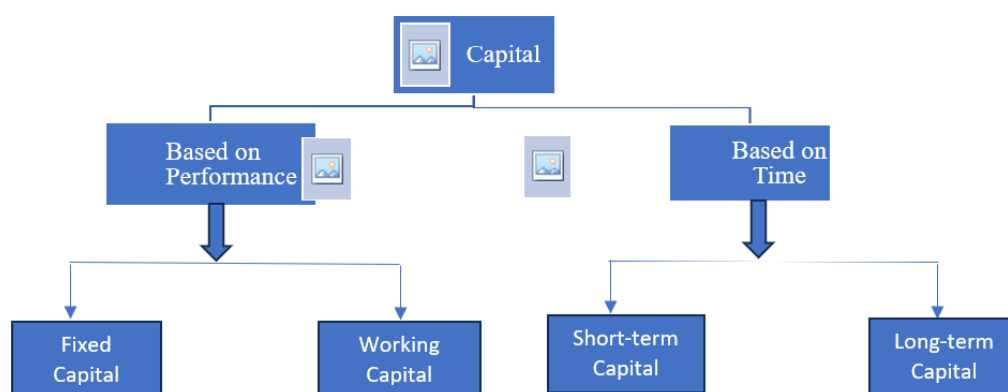 Capital
Based on
Performance
Based on
Time
Fixed
Capital
Working
Capital
Short-term
Capital
Long-term
Capital